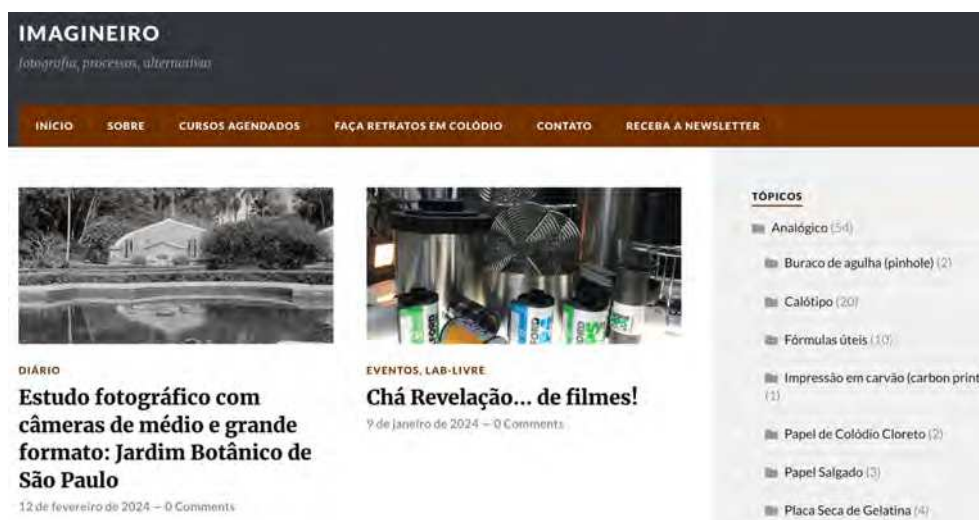 IMAGINEIRO
fotografia, processos, alternativas
INÍCIO SOBRE CURSOS AGENDADOS FAÇA RETRATOS EM COLÓDIO CONTATO RECEBA A NEWSLETTER
DIÁRIO
Estudo fotográfico com
câmeras de médio e grande
formato: Jardim Botânico de
São Paulo
12 de fevereiro de 2024 — 0 Comments
EVENTOS, LAB-LIVRE
Chá Revelação... de filmes!
9 de janeiro de 2024 — 0 Comments
TÓPICOS
Analógico (54)
Buraco de agulha (pinhole) (2)
Calótipo (20)
Fórmulas úteis (10)
Impressão em carvão (carbon print
(1)
Papel de Colódio Cloreto (2)
Papel Salgado (3)
Placa Seca de Gelatina (4)